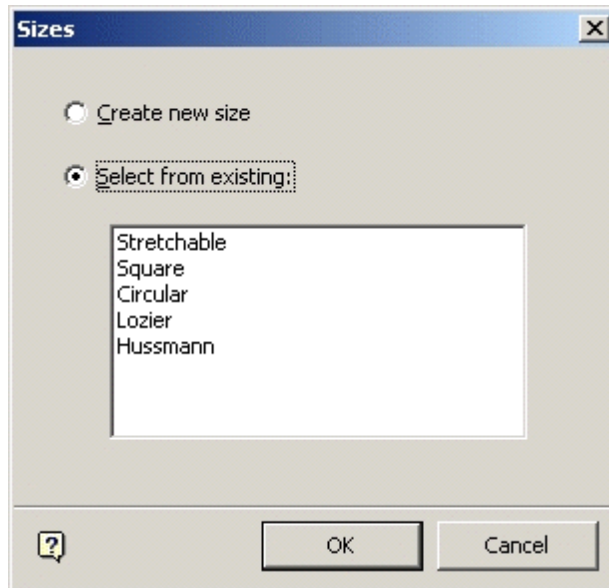 Sizes
Create new size
Select from existing:
Stretchable
Square
Circular
Lozier
Hussmann
?
OK
Cancel